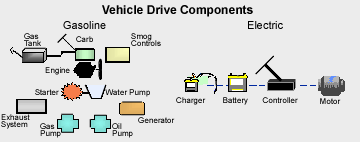 Vehicle Drive Components
Gasoline
Electric
Gas
Tank
Carb
Smog
Controls
Engine
Starter
Water Pump
Exhaust
System
Gas
Pump
Oil
Pump
Generator
Charger
Battery
Controller
Motor